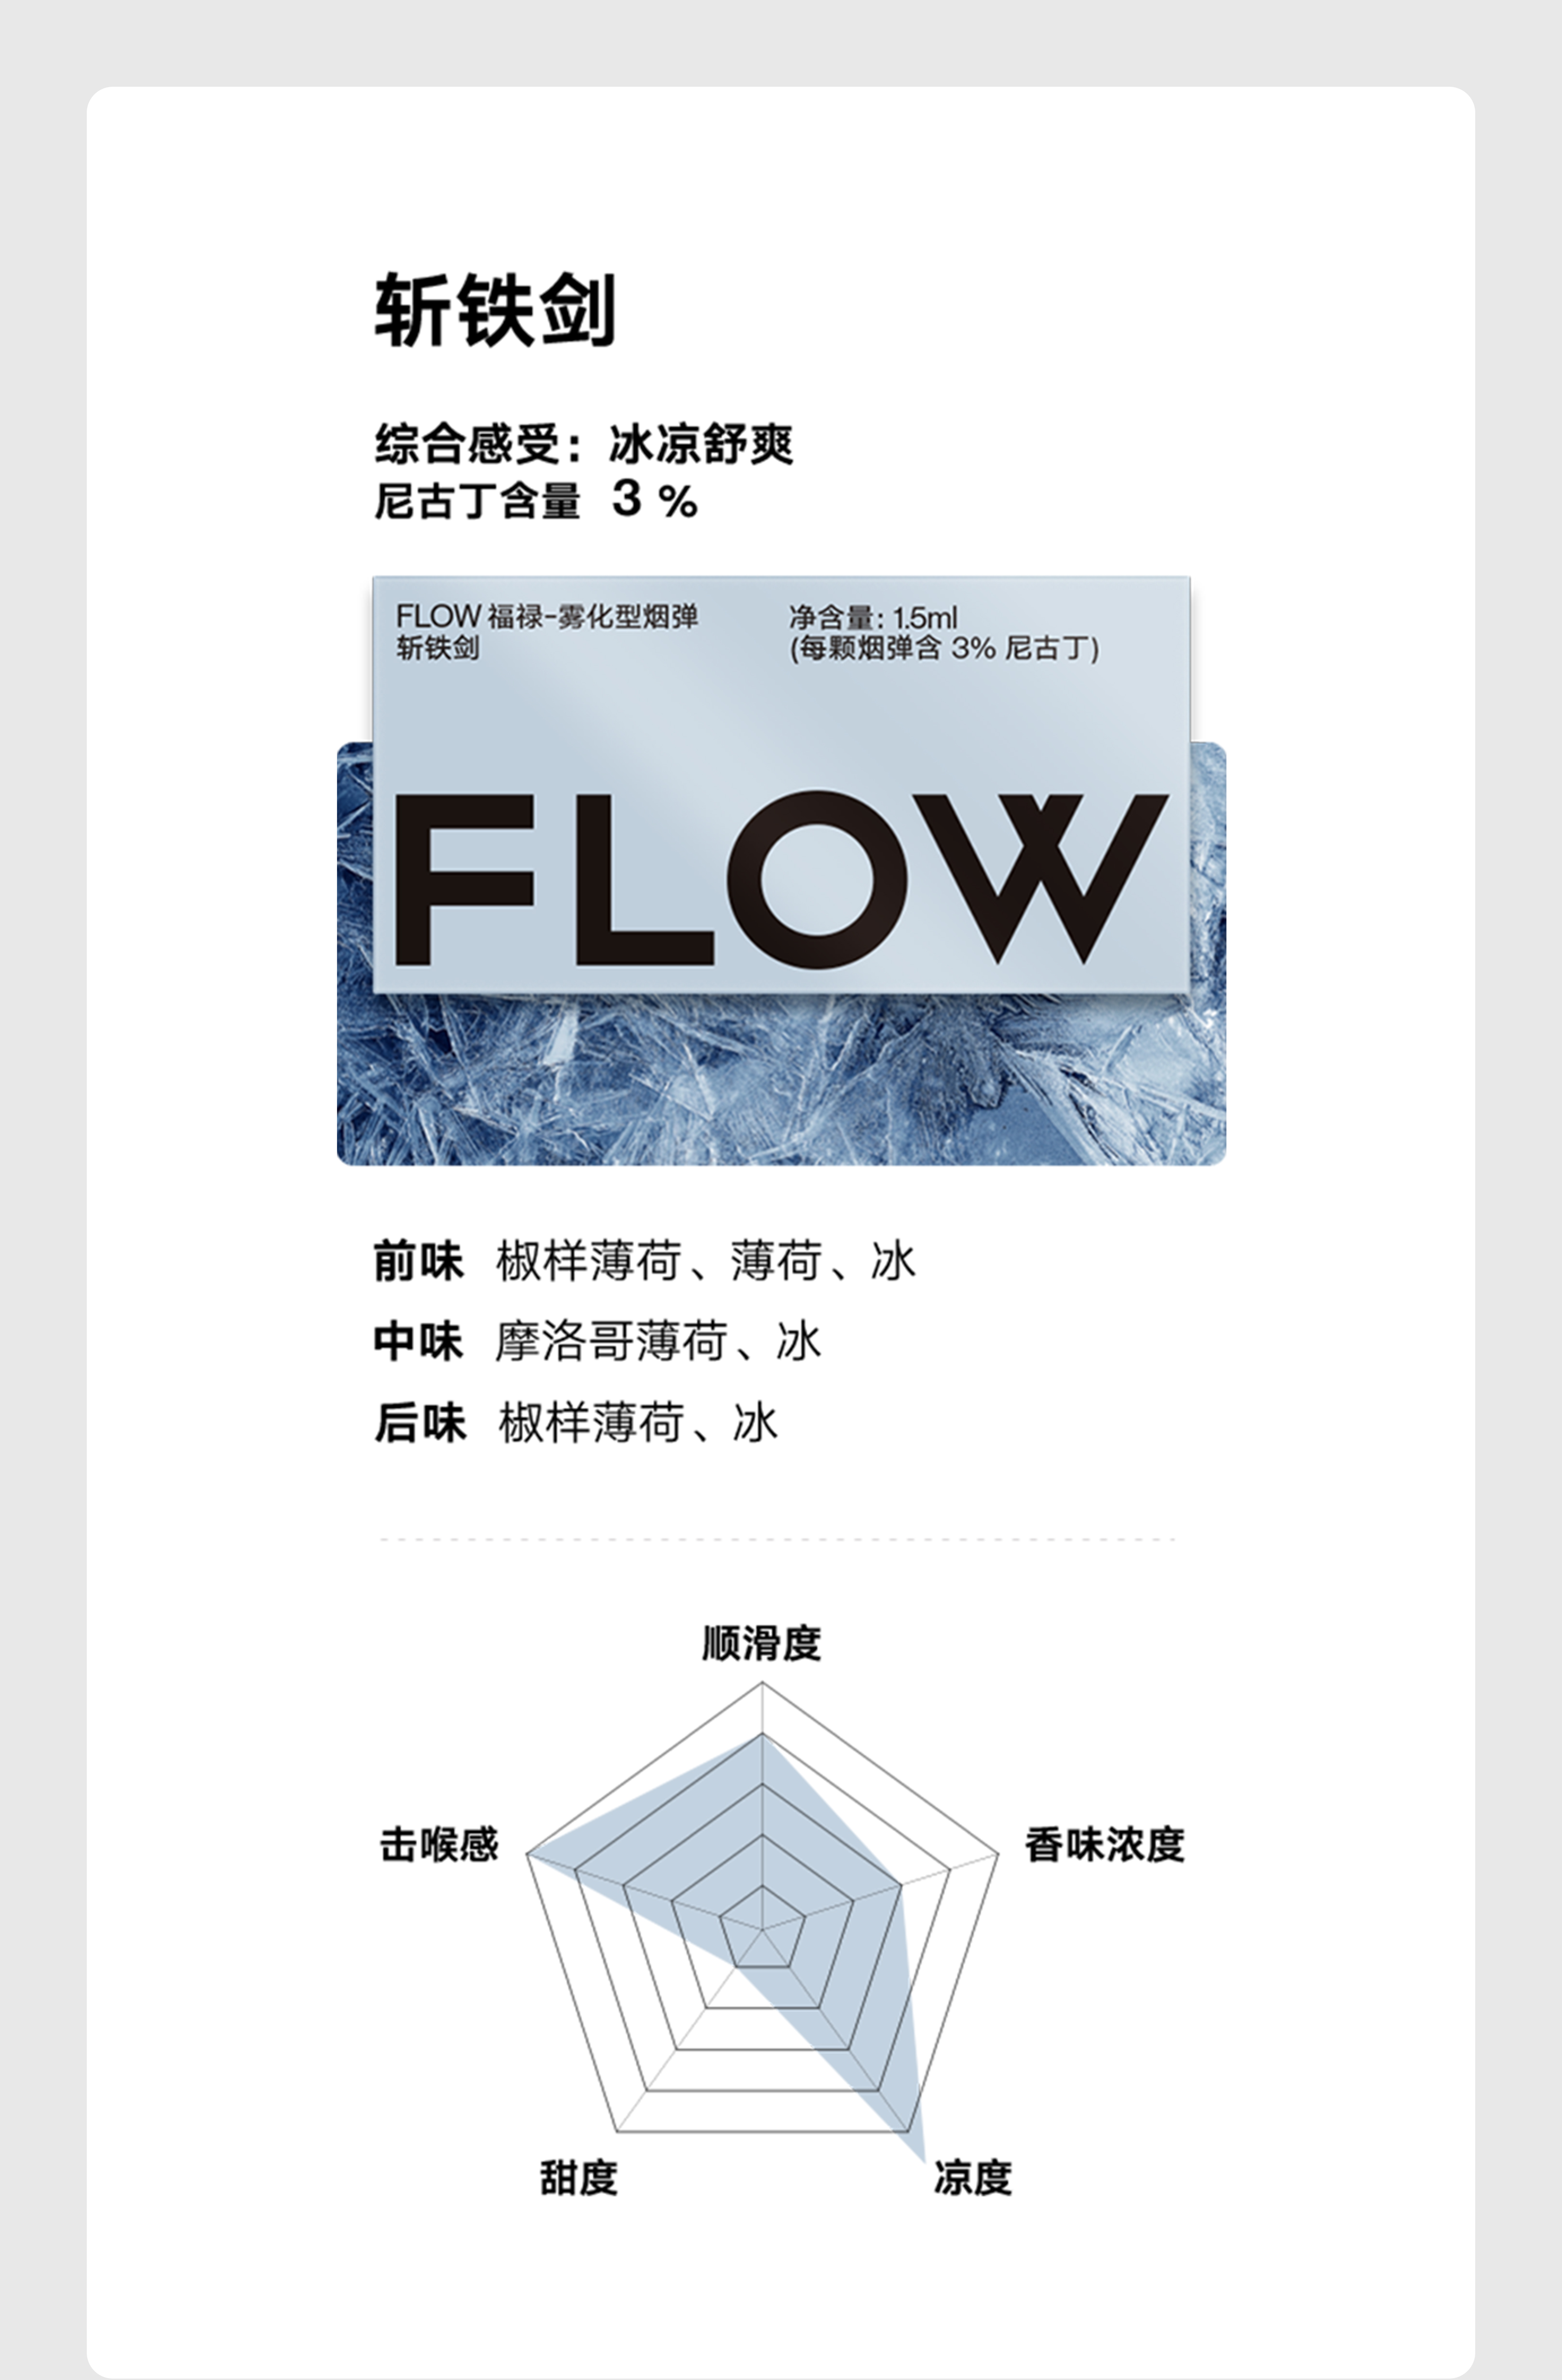 斩铁剑
综合感受：冰凉舒爽
尼古丁含量 3 %
FLOW 福禄-雾化型烟弹
斩铁剑
净含量: 1.5ml
(每颗烟弹含 3% 尼古丁)
FLOW
前味 椒样薄荷、薄荷、冰
中味 摩洛哥薄荷、冰
后味 椒样薄荷、冰
顺滑度
击喉感
香味浓度
甜度
凉度